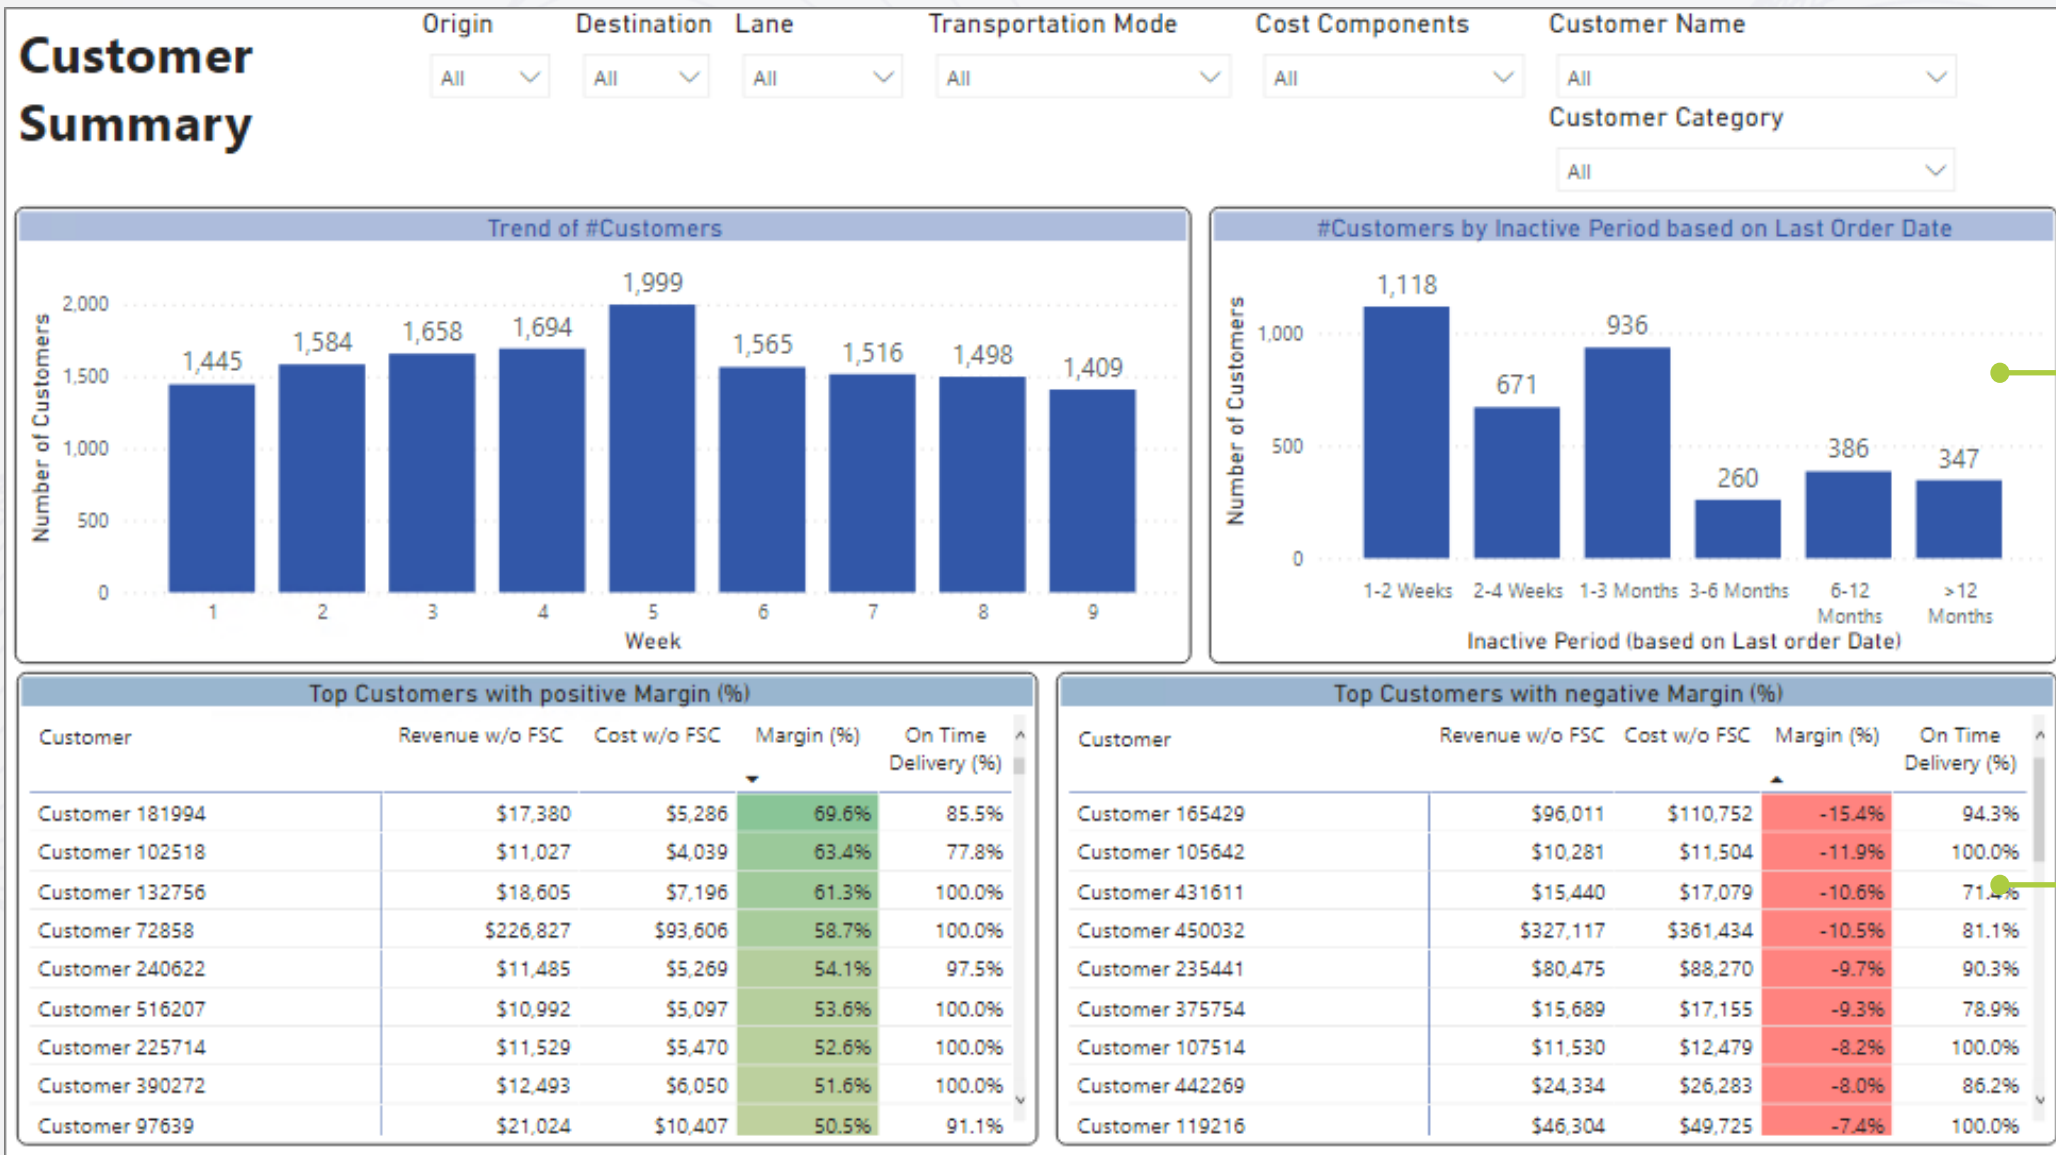 Customer
Summary
Origin Destination Lane Transportation Mode Cost Components Customer Name
All All All All All All
Customer Category
All
Trend of #Customers
Number of Customers
2,000
1,500
1,000
500
0
1,445 1,584 1,658 1,694 1,999 1,565 1,516 1,498 1,409
1 2 3 4 5 6 7 8 9
Week
#Customers by Inactive Period based on Last Order Date
Number of Customers
1,000
500
0
1,118 671 936 260 386 347
1-2 Weeks 2-4 Weeks 1-3 Months 3-6 Months 6-12 >12
Months Months
Inactive Period (based on Last order Date)
Top Customers with positive Margin (%)
Customer Revenue w/o FSC Cost w/o FSC Margin (%) On Time
Delivery (%)
Customer 181994 $17,380 $5,286 69.6% 85.5%
Customer 102518 $11,027 $4,039 63.4% 77.8%
Customer 132756 $18,605 $7,196 61.3% 100.0%
Customer 72858 $226,827 $93,606 58.7% 100.0%
Customer 240622 $11,485 $5,269 54.1% 97.5%
Customer 516207 $10,992 $5,097 53.6% 100.0%
Customer 225714 $11,529 $5,470 52.6% 100.0%
Customer 390272 $12,493 $6,050 51.6% 100.0%
Customer 97639 $21,024 $10,407 50.5% 91.1%
Top Customers with negative Margin (%)
Customer Revenue w/o FSC Cost w/o FSC Margin (%) On Time
Delivery (%)
Customer 165429 $96,011 $110,752 -15.4% 94.3%
Customer 105642 $10,281 $11,504 -11.9% 100.0%
Customer 431611 $15,440 $17,079 -10.6%
Customer 450032 $327,117 $361,434 -10.5% 81.1%
Customer 235441 $80,475 $88,270 -9.7% 90.3%
Customer 375754 $15,689 $17,155 -9.3% 78.9%
Customer 107514 $11,530 $12,479 -8.2% 100.0%
Customer 442269 $24,334 $26,283 -8.0% 86.2%
Customer 119216 $46,304 $49,725 -7.4% 100.0%